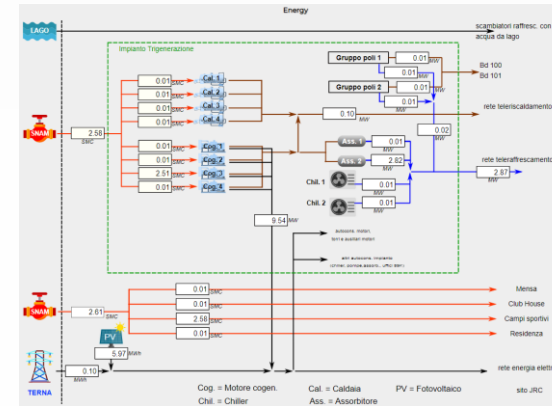 Energy
LAGO
scambiatori raffresc. con
acqua da lago
Impianto Trigenerazione
Gruppo poli 1
0.01
MW
0.01
MW
Bd 100
Bd 101
Gruppo poli 2
0.01
MW
0.01
MW
0.01 SMC Cal. 1
0.01 SMC Cal. 2
0.01 SMC Cal. 3
0.01 SMC Cal. 4
0.10
MW
rete teleriscaldamento
0.02
MW
SNAM
2.58
SMC
0.01 SMC Cog. 1
0.01 SMC Cog. 2
2.51 SMC Cog. 3
0.01 SMC Cog. 4
Ass. 1
0.01
MW
Ass. 2
2.82
MW
rete teleraffrescamento
2.87
MW
Chil. 1
0.01
MW
Chil. 2
0.01
MW
9.54 MW
SNAM
2.61
SMC
0.01 SMC
Mensa
0.01 SMC
Club House
2.58 SMC
Campi sportivi
0.01 SMC
Residenza
PV
5.97 MWh
TERNA
0.10
MWh
rete energia elett
Cog. = Motore cogen.
Cal. = Caldaia
PV = Fotovoltaico
sito JRC
Chil. = Chiller
Ass. = Assorbitore